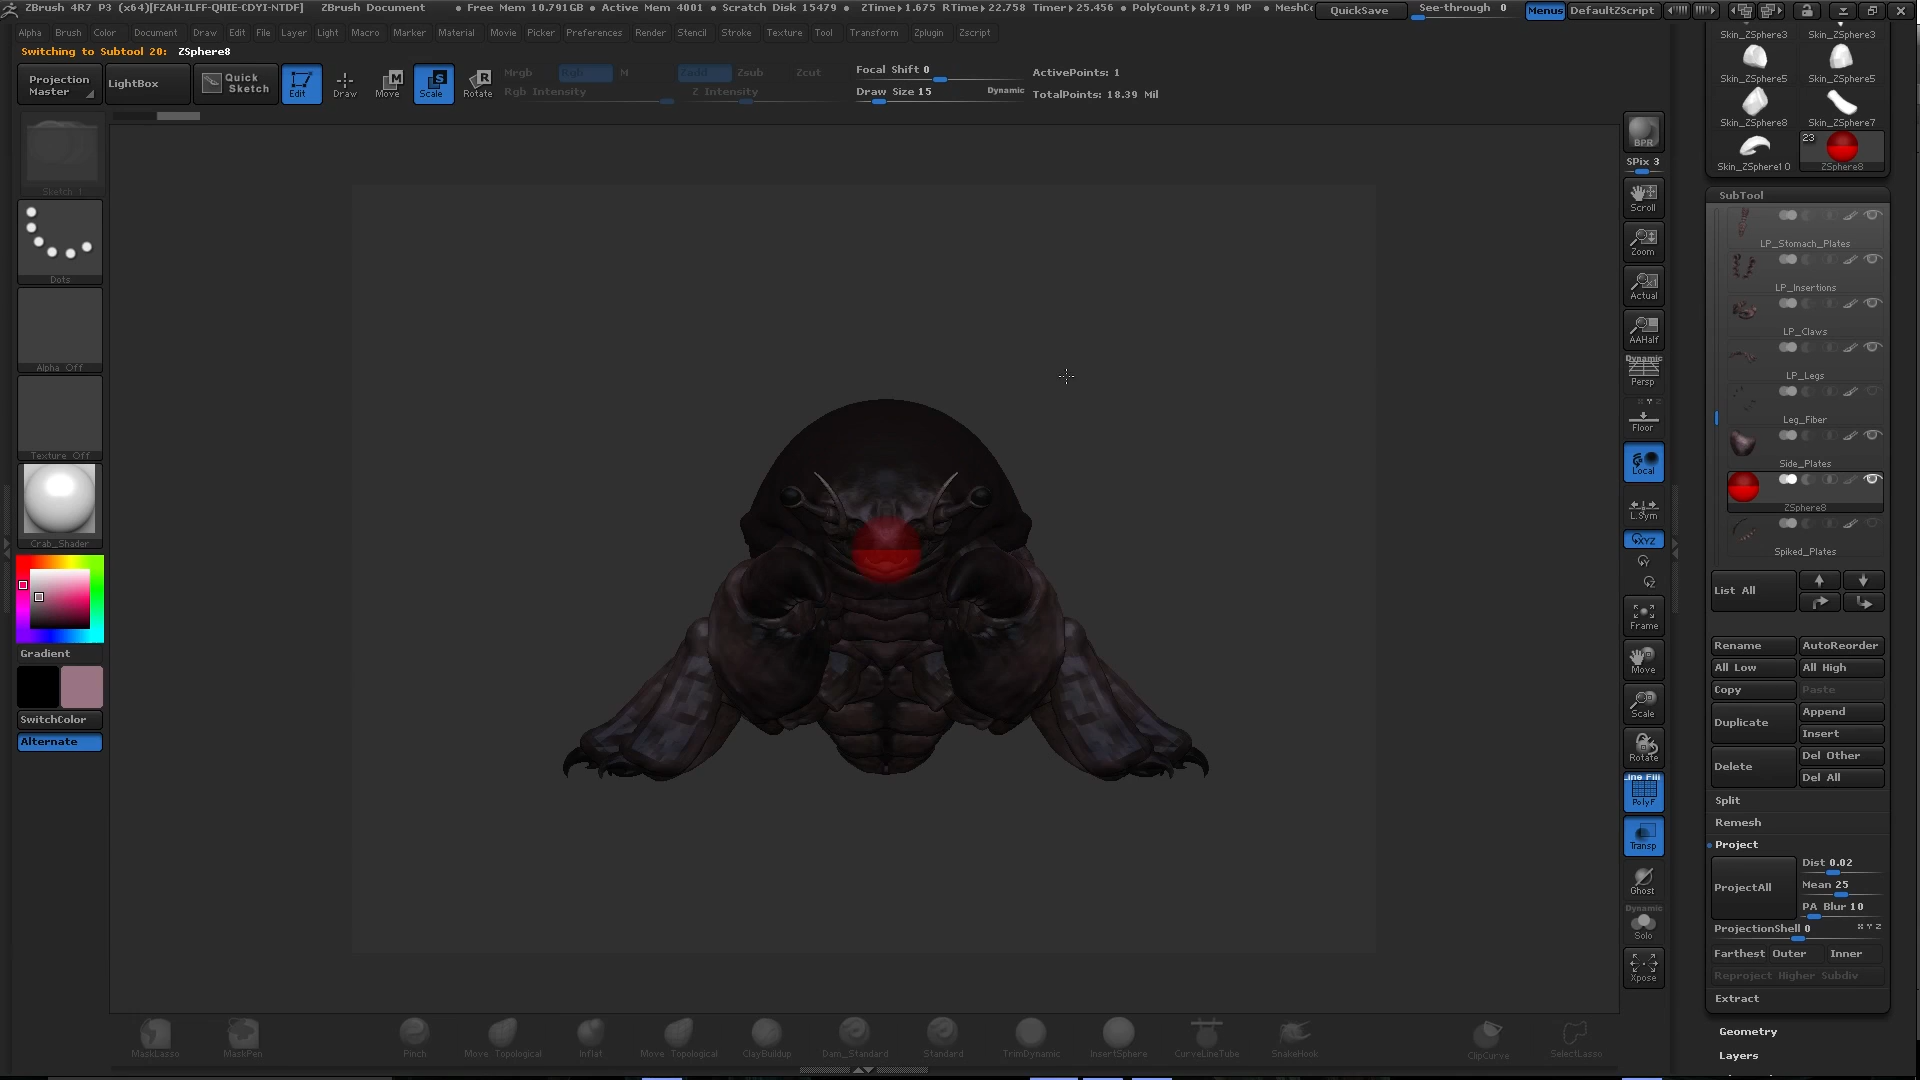 ZBrush 4R7 P3 (x64)[FZAH-ILFF-QHIE-CDYI-NTDF] ZBrush Document • Free Mem 10.791GB • Active Mem 4001 • Scratch Disk 15479 • ZTime▸1.675 RTime▸22.758 Timer▸25.456 • PolyCount▸8.719 MP • MeshCo QuickSave See-through 0 Menus DefaultZScript
Alpha Brush Color Document Draw Edit File Layer Light Macro Marker Material Movie Picker Preferences Render Stencil Stroke Texture Tool Transform Zplugin Zscript
Switching to Subtool 20: ZSphere8
Projection Master
LightBox
Quick Sketch
Edit
Draw
Move
Scale
Rotate
Mrgb Rgb M
Rgb Intensity
Zadd Zsub Zcut
Z Intensity
Focal Shift 0
Draw Size 15 Dynamic
ActivePoints: 1
TotalPoints: 18.39 Mil
Sketch 1
Dots
Alpha Off
Texture Off
Crab_Shader
Gradient
SwitchColor
Alternate
BPR
SPix 3
Scroll
Zoom
Actual
AAHalf
Dynamic
Persp
Floor
Local
L.Sym
XYZ
Frame
Move
Scale
Rotate
Line Fill
PolyF
Transp
Ghost
Dynamic
Solo
Xpose
Skin_ZSphere3 Skin_ZSphere3
Skin_ZSphere5 Skin_ZSphere5
Skin_ZSphere8 Skin_ZSphere7
23
Skin_ZSphere10 ZSphere8
SubTool
LP_Stomach_Plates
LP_Insertions
LP_Claws
LP_Legs
Leg_Fiber
Side_Plates
ZSphere8
Spiked_Plates
List All
Rename AutoReorder
All Low All High
Copy Paste
Duplicate Append
Insert
Delete Del Other
Del All
Split
Remesh
Project
ProjectAll Dist 0.02
Mean 25
PA Blur 10
ProjectionShell 0 X Y Z
Farthest Outer Inner
Reproject Higher Subdiv
Extract
Geometry
Layers
MaskLasso MaskPen Pinch Move Topological Inflat Move Topological ClayBuildup Dam_Standard Standard TrimDynamic InsertSphere CurveLineTube SnakeHook ClipCurve SelectLasso